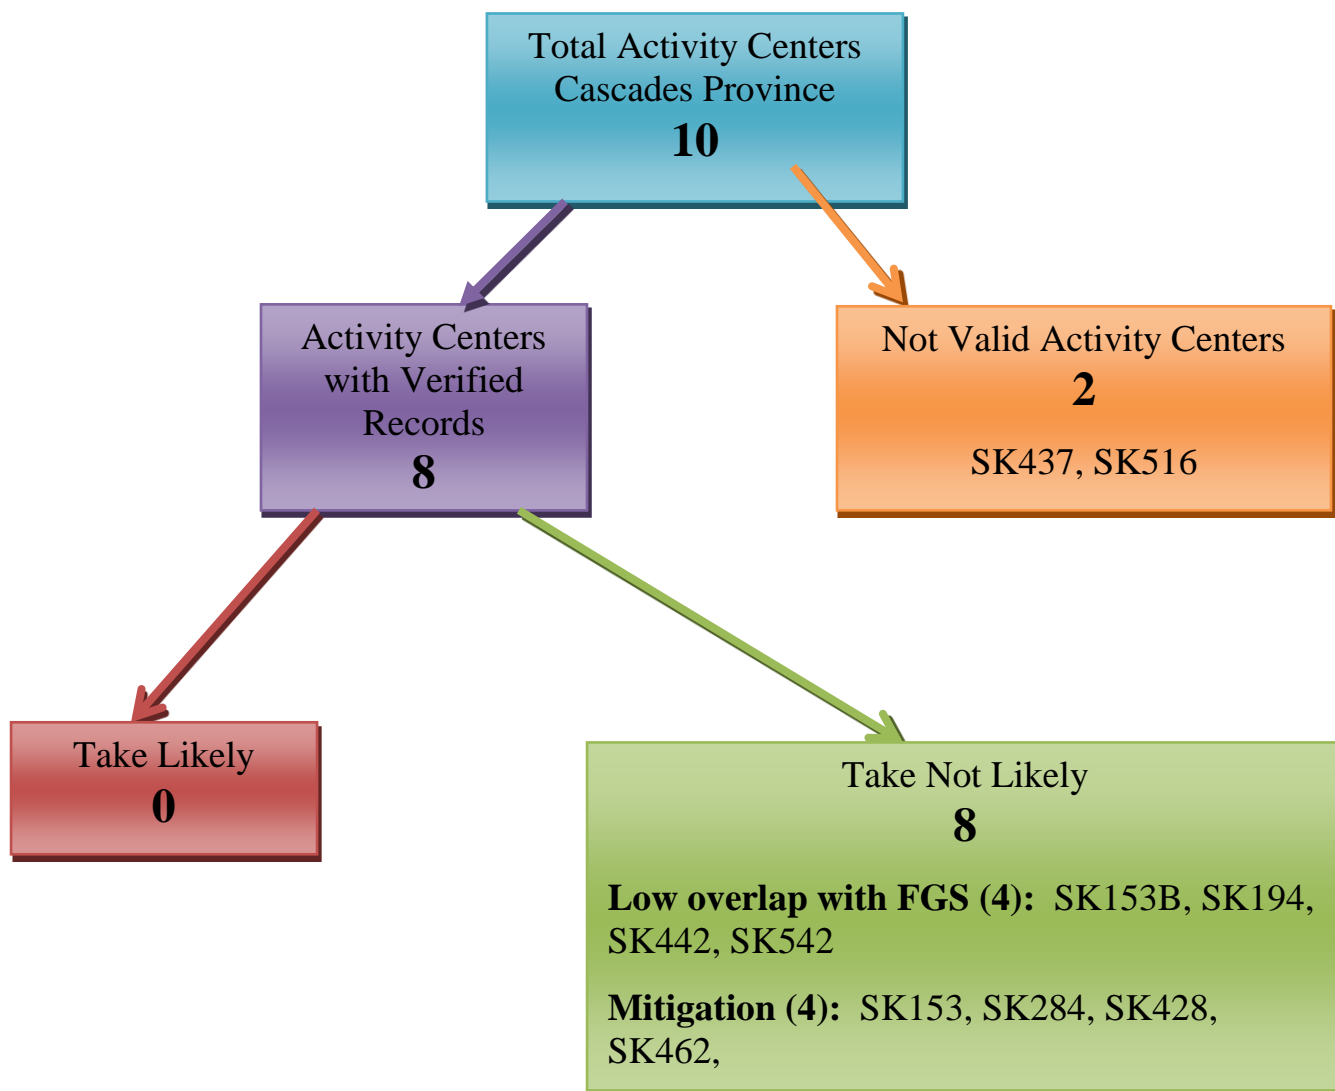 Total Activity Centers
Cascades Province
10
Activity Centers
with Verified
Records
8
Not Valid Activity Centers
2
SK437, SK516
Take Likely
0
Take Not Likely
8
Low overlap with FGS (4):  SK153B, SK194,
SK442, SK542
Mitigation (4):  SK153, SK284, SK428,
SK462,